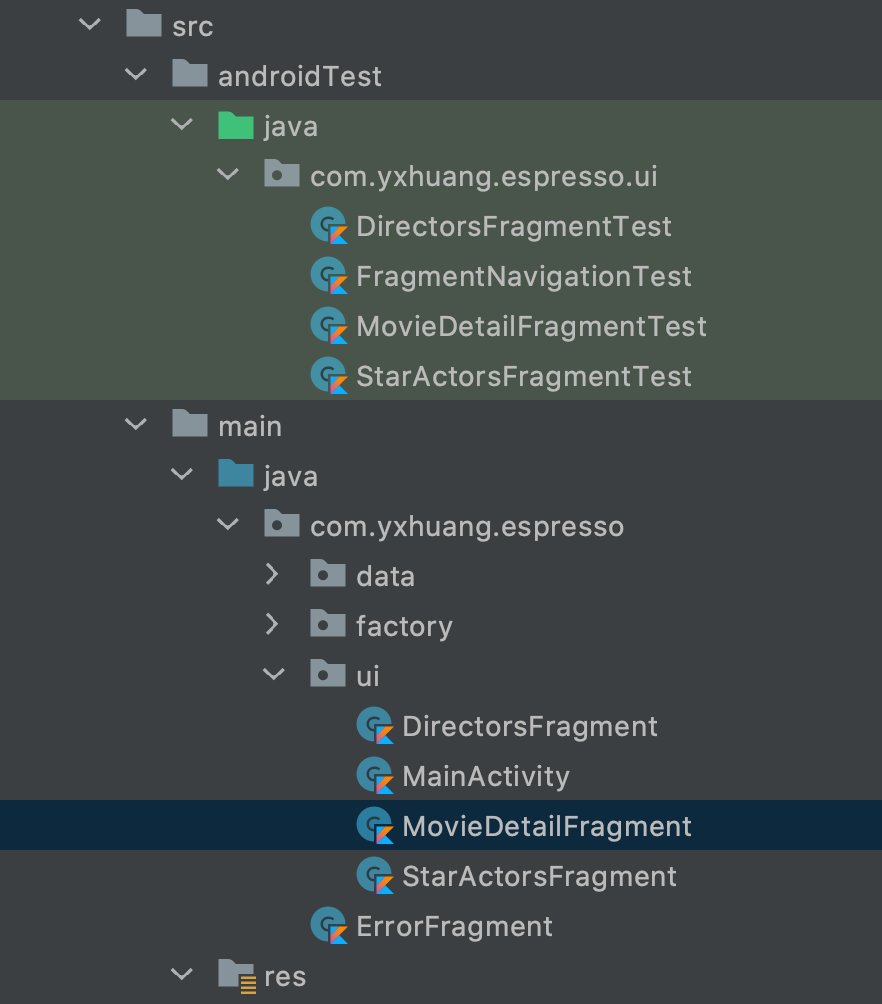 src
androidTest
java
com.yxhuang.espresso.ui
DirectorsFragmentTest
FragmentNavigationTest
MovieDetailFragmentTest
StarActorsFragmentTest
main
java
com.yxhuang.espresso
data
factory
ui
DirectorsFragment
MainActivity
MovieDetailFragment
StarActorsFragment
ErrorFragment
res